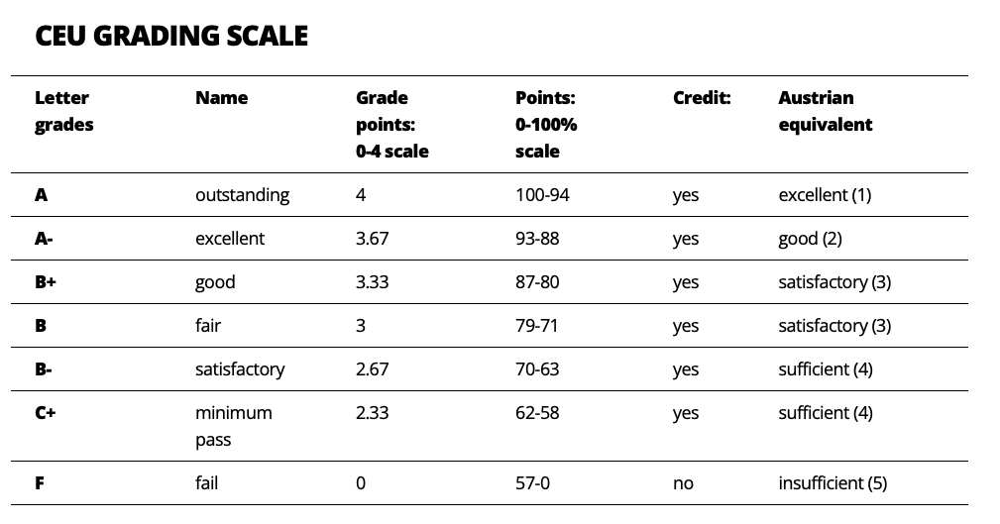 CEU GRADING SCALE
Letter grades Name Grade points: 0-4 scale Points: 0-100% scale Credit: Austrian equivalent
A outstanding 4 100-94 yes excellent (1)
A- excellent 3.67 93-88 yes good (2)
B+ good 3.33 87-80 yes satisfactory (3)
B fair 3 79-71 yes satisfactory (3)
B- satisfactory 2.67 70-63 yes sufficient (4)
C+ minimum pass 2.33 62-58 yes sufficient (4)
F fail 0 57-0 no insufficient (5)